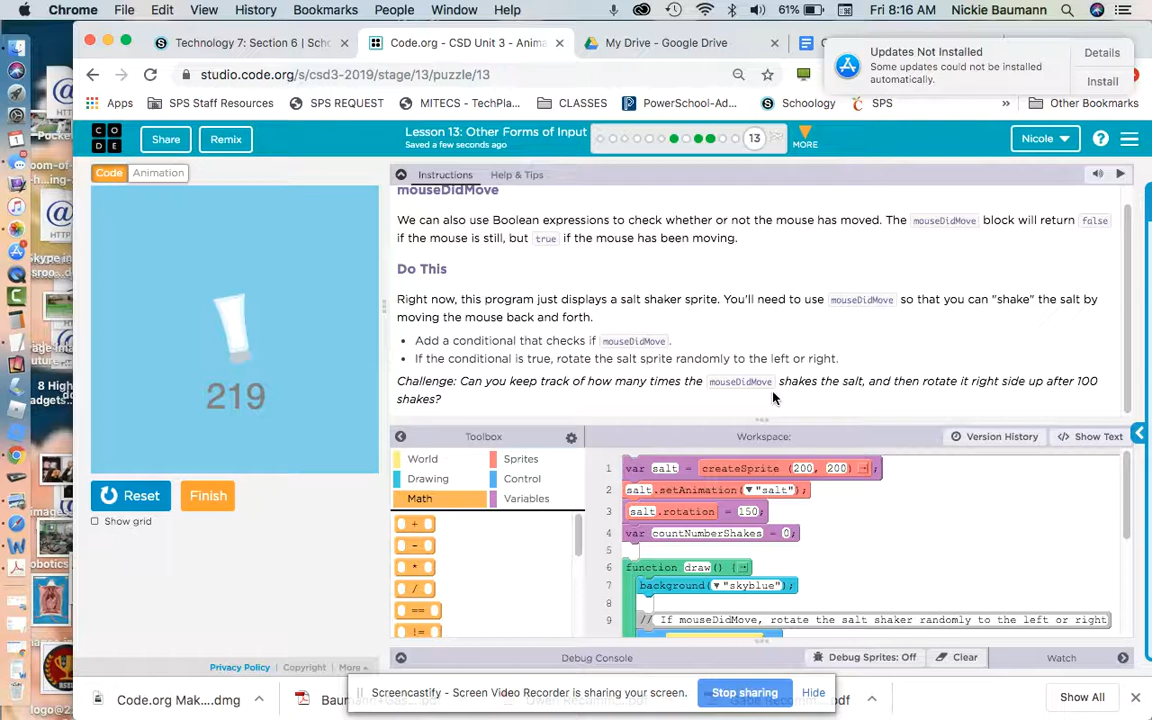 Chrome File Edit View History Bookmarks People Window Help 61% Fri 8:16 AM Nickie Baumann
Technology 7: Section 6 | Scho
Code.org - CSD Unit 3 - Anima
My Drive - Google Drive
Updates Not Installed
Some updates could not be installed automatically.
Details
Install
studio.code.org/s/csd3-2019/stage/13/puzzle/13
Apps SPS Staff Resources SPS REQUEST MITECS - TechPla... CLASSES PowerSchool-Ad... Schoology SPS » Other Bookmarks
CODE
Share
Remix
Lesson 13: Other Forms of Input
Saved a few seconds ago
13
MORE
Nicole
Code Animation
Instructions Help & Tips
mouseDidMove
We can also use Boolean expressions to check whether or not the mouse has moved. The mouseDidMove block will return false
if the mouse is still, but true if the mouse has been moving.
Do This
Right now, this program just displays a salt shaker sprite. You'll need to use mouseDidMove so that you can "shake" the salt by
moving the mouse back and forth.
• Add a conditional that checks if mouseDidMove.
• If the conditional is true, rotate the salt sprite randomly to the left or right.
Challenge: Can you keep track of how many times the mouseDidMove shakes the salt, and then rotate it right side up after 100
shakes?
219
Reset
Finish
Show grid
Toolbox
Workspace:
Version History
</> Show Text
World Sprites
Drawing Control
Math Variables
+
-
*
/
==
!=
1 var salt = createSprite (200, 200) ;
2 salt.setAnimation( "salt");
3 salt.rotation = 150;
4 var countNumberShakes = 0;
5
6 function draw() {
7 background( "skyblue");
8
9 // If mouseDidMove, rotate the salt shaker randomly to the left or right
Privacy Policy | Copyright | More
Debug Console
Debug Sprites: Off
Clear
Watch
Code.org Mak....dmg
Screencastify - Screen Video Recorder is sharing your screen.
Stop sharing
Hide
Show All